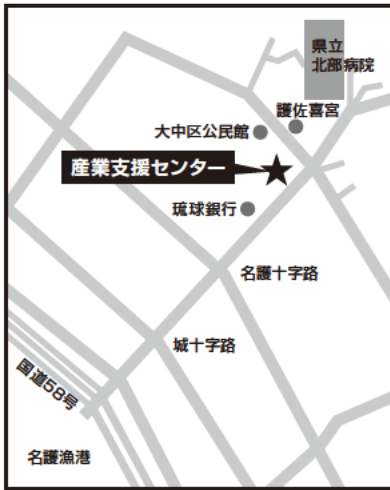 県立
北部病院
護佐喜宮
大中区公民館
産業支援センター
琉球銀行
名護十字路
城十字路
国道58号
名護漁港